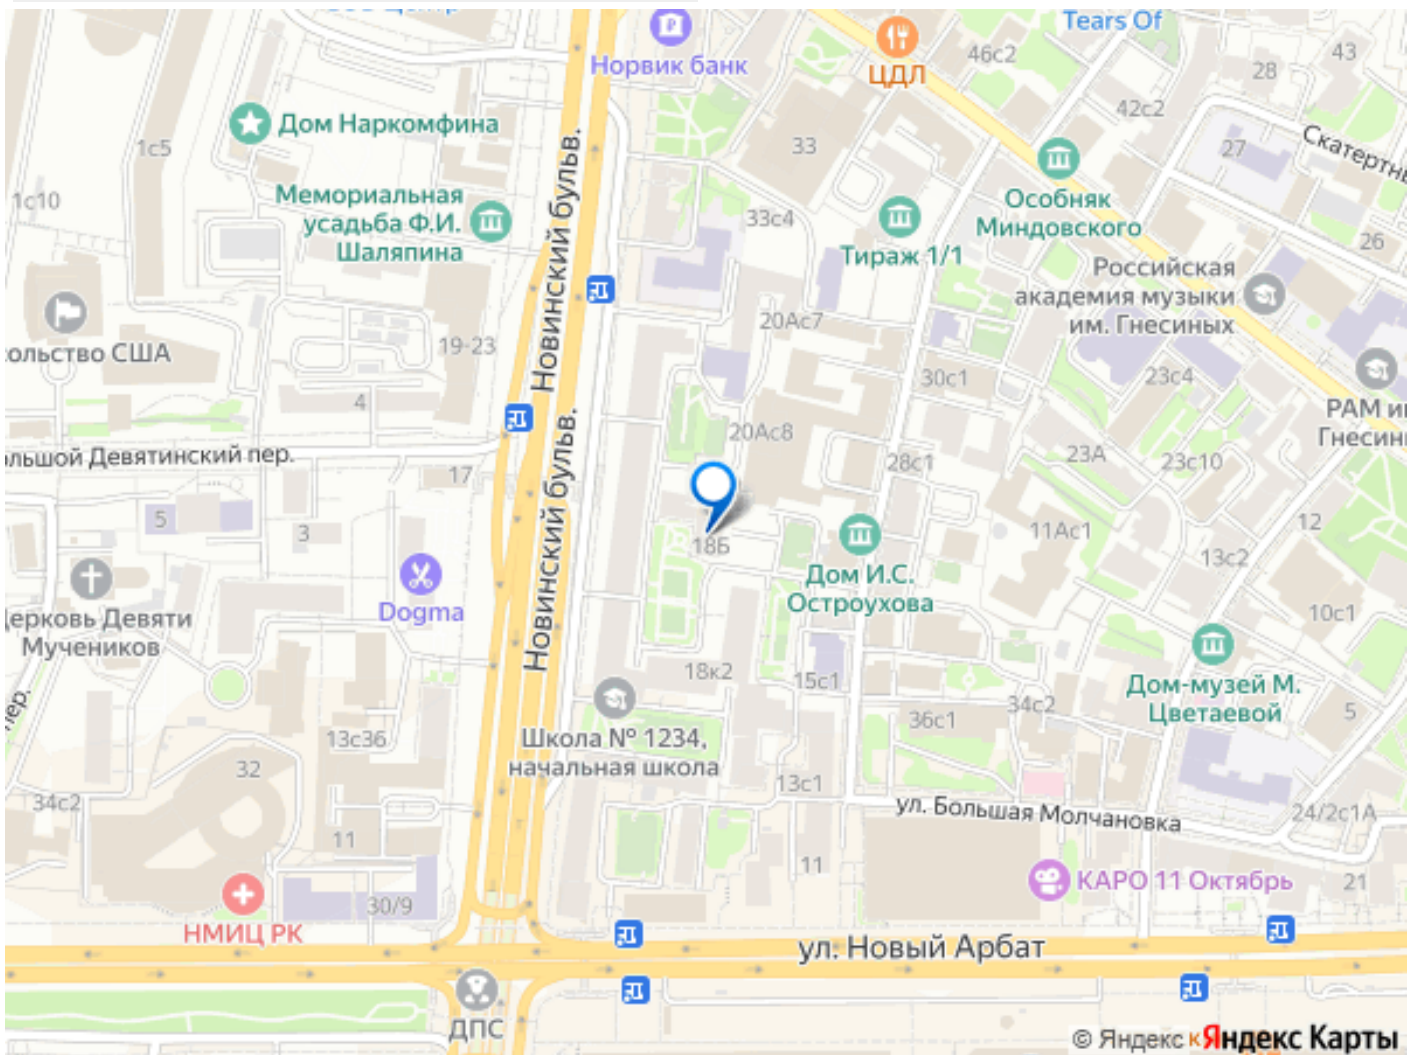 Tears Of
Норвик банк
ЦДЛ
46с2
28
43
42с2
Дом Наркомфина
1с5
33
27
Скатертны
1с10
Мемориальная
усадьба Ф.И.
Шаляпина
33с4
Тираж 1/1
Особняк
Миндовского
26
Российская
академия музыки
им. Гнесиных
Новинский бульв.
20Ас7
ольство США
19-23
4
30с1
23с4
РАМ и
Гнесин
Новинский бульв.
20Ас8
ольшой Девятинский пер.
17
28с1
23А
23с10
5
3
18Б
11Ас1
12
13с2
Дом И.С.
Остроухова
Dogma
Церковь Девяти
Мучеников
10с1
18к2
15с1
Дом-музей М.
Цветаевой
пер.
34с2
36с1
5
Школа № 1234,
начальная школа
13с36
32
13с1
34с2
ул. Большая Молчановка
24/2с1А
11
11
КАРО 11 Октябрь
21
30/9
НМИЦ РК
ул. Новый Арбат
ДПС
© Яндекс к Яндекс Карты